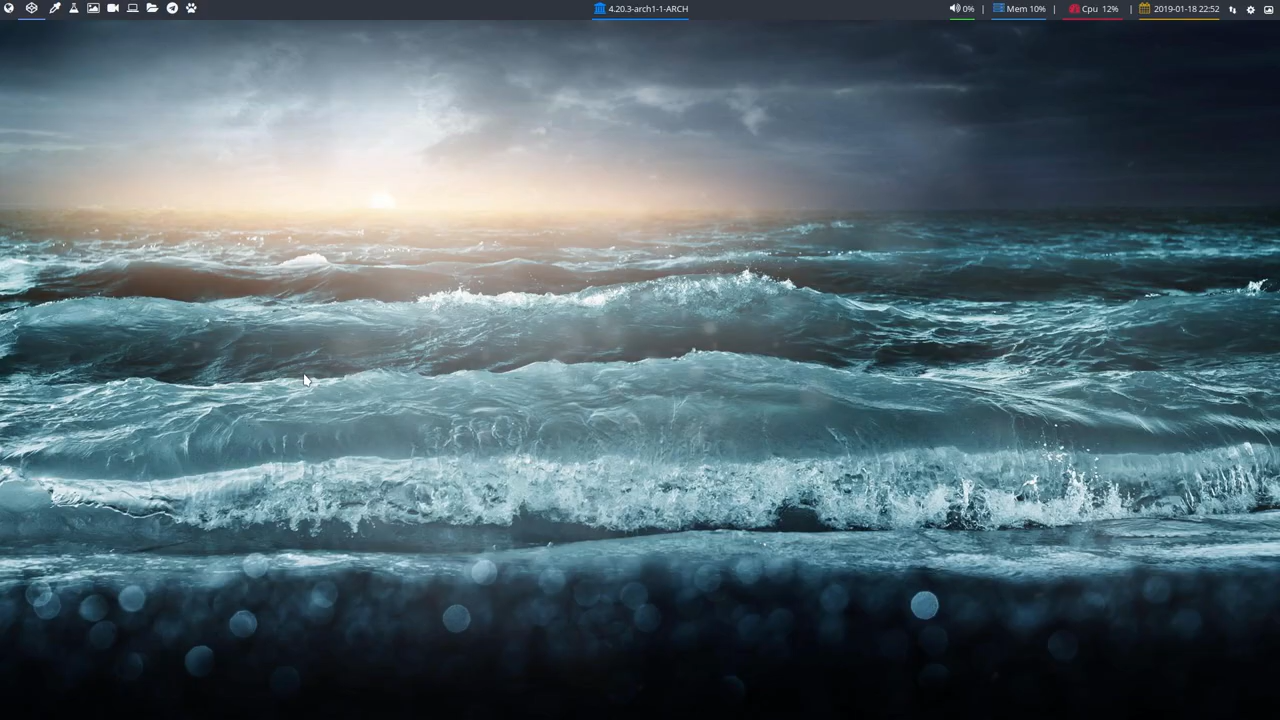 4.20.3-arch1-1-ARCH
0% | Mem 10% | Cpu 12% | 2019-01-18 22:52